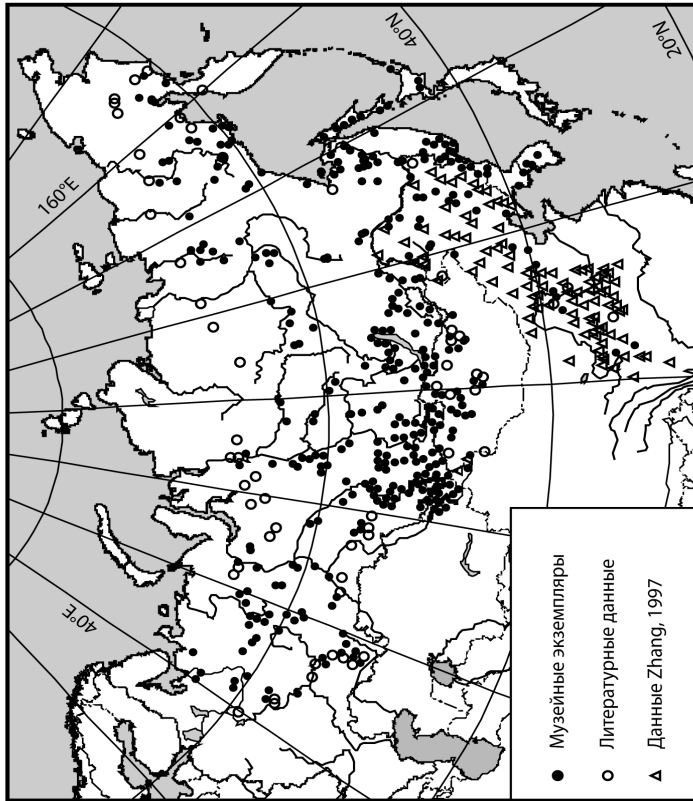 160°E
40°N
20°N
40°E
Музейные экземпляры
Литературные данные
Данные Zhang, 1997